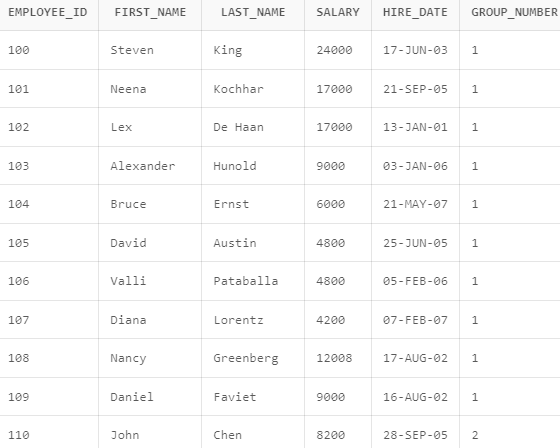 EMPLOYEE_ID FIRST_NAME LAST_NAME SALARY HIRE_DATE GROUP_NUMBER
100 Steven King 24000 17-JUN-03 1
101 Neena Kochhar 17000 21-SEP-05 1
102 Lex De Haan 17000 13-JAN-01 1
103 Alexander Hunold 9000 03-JAN-06 1
104 Bruce Ernst 6000 21-MAY-07 1
105 David Austin 4800 25-JUN-05 1
106 Valli Pataballa 4800 05-FEB-06 1
107 Diana Lorentz 4200 07-FEB-07 1
108 Nancy Greenberg 12008 17-AUG-02 1
109 Daniel Faviet 9000 16-AUG-02 1
110 John Chen 8200 28-SEP-05 2